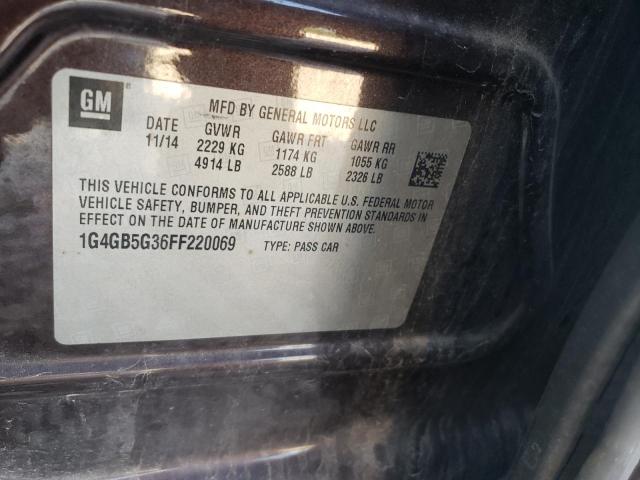 GM ®
MFD BY GENERAL MOTORS LLC
DATE GVWR GAWR FRT GAWR RR
11/14 2229 KG 1174 KG 1055 KG
4914 LB 2588 LB 2326 LB
THIS VEHICLE CONFORMS TO ALL APPLICABLE U.S. FEDERAL MOTOR
VEHICLE SAFETY, BUMPER, AND THEFT PREVENTION STANDARDS IN
EFFECT ON THE DATE OF MANUFACTURE SHOWN ABOVE.
1G4GB5G36FF220069 TYPE: PASS CAR